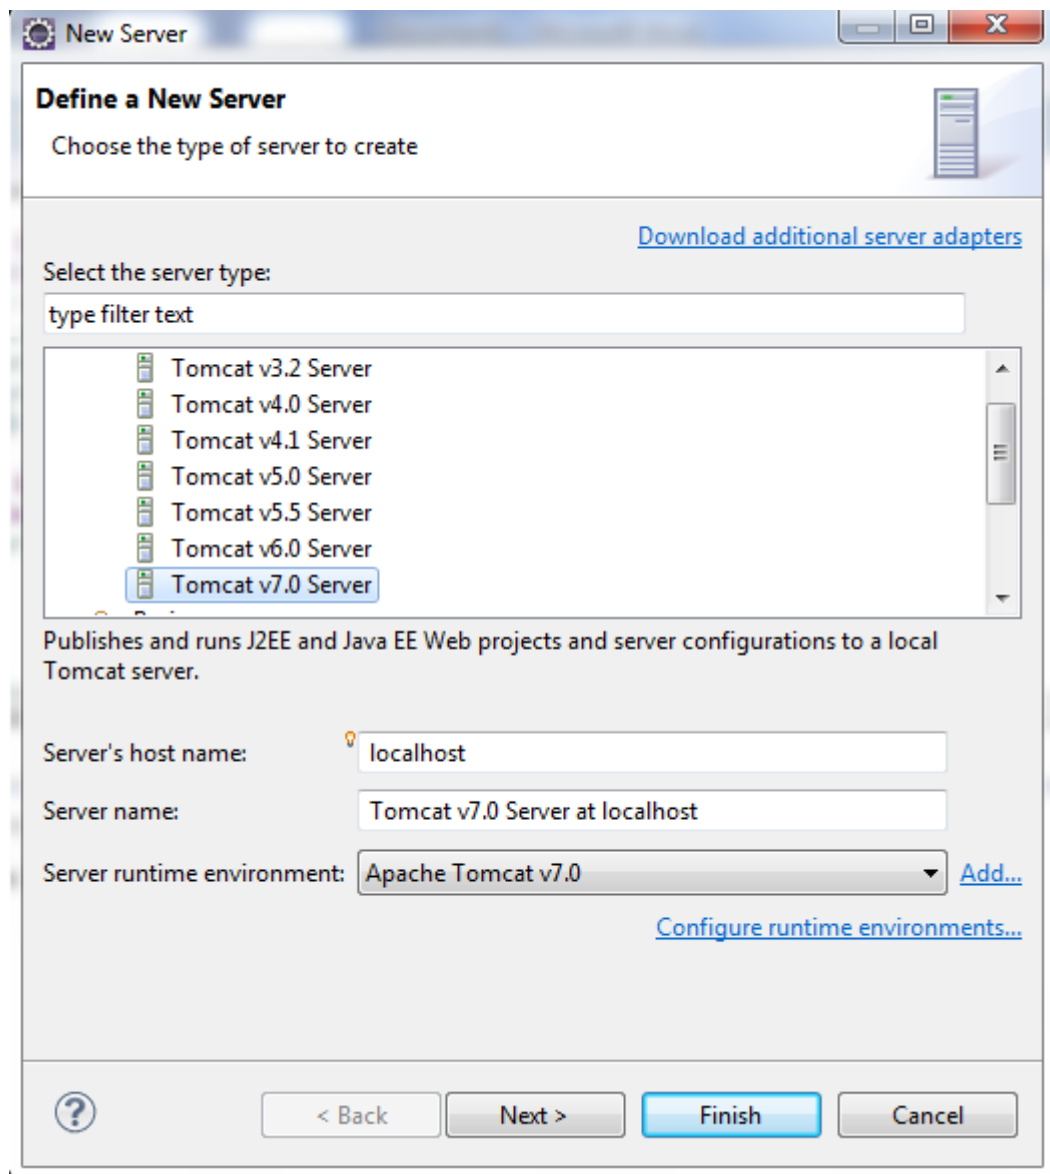 New Server
Define a New Server
Choose the type of server to create
Download additional server adapters
Select the server type:
type filter text
Tomcat v3.2 Server
Tomcat v4.0 Server
Tomcat v4.1 Server
Tomcat v5.0 Server
Tomcat v5.5 Server
Tomcat v6.0 Server
Tomcat v7.0 Server
Publishes and runs J2EE and Java EE Web projects and server configurations to a local
Tomcat server.
Server's host name: localhost
Server name: Tomcat v7.0 Server at localhost
Server runtime environment: Apache Tomcat v7.0 Add...
Configure runtime environments...
? < Back Next > Finish Cancel